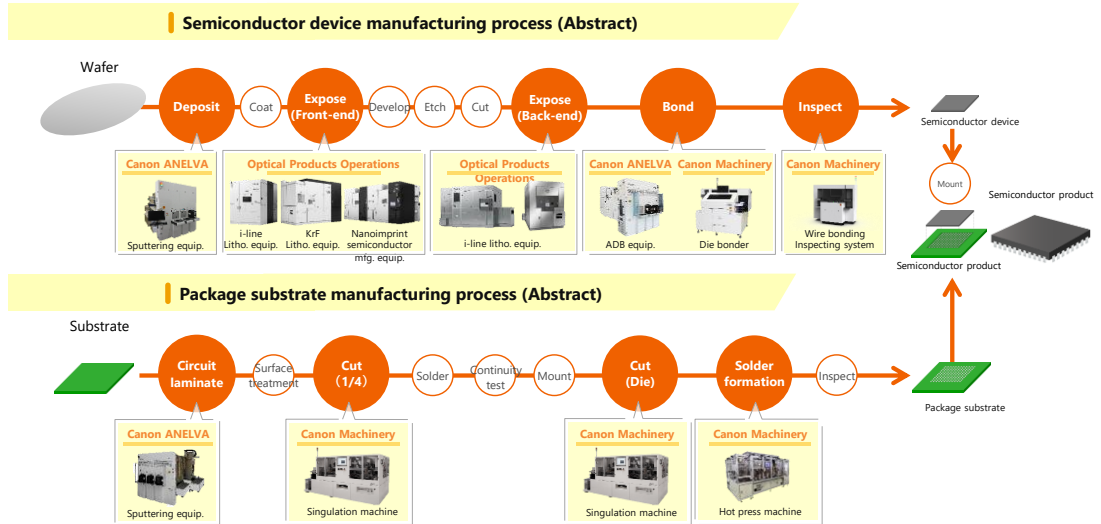 Semiconductor device manufacturing process (Abstract)
Wafer
Deposit
Coat
Expose
(Front-end)
Develop
Etch
Cut
Expose
(Back-end)
Bond
Inspect
Semiconductor device
Canon ANELVA
Sputtering equip.
Optical Products Operations
i-line
Litho. equip.
KrF
Litho. equip.
Nanoimprint
semiconductor
mfg. equip.
Optical Products
Operations
i-line litho. equip.
Canon ANELVA
ADB equip.
Canon Machinery
Die bonder
Canon Machinery
Wire bonding
Inspecting system
Mount
Semiconductor product
Semiconductor product
Package substrate manufacturing process (Abstract)
Substrate
Circuit
laminate
Surface
treatment
Cut
(1/4)
Solder
Continuity
test
Mount
Cut
(Die)
Solder
formation
Inspect
Package substrate
Canon ANELVA
Sputtering equip.
Canon Machinery
Singulation machine
Canon Machinery
Singulation machine
Canon Machinery
Hot press machine